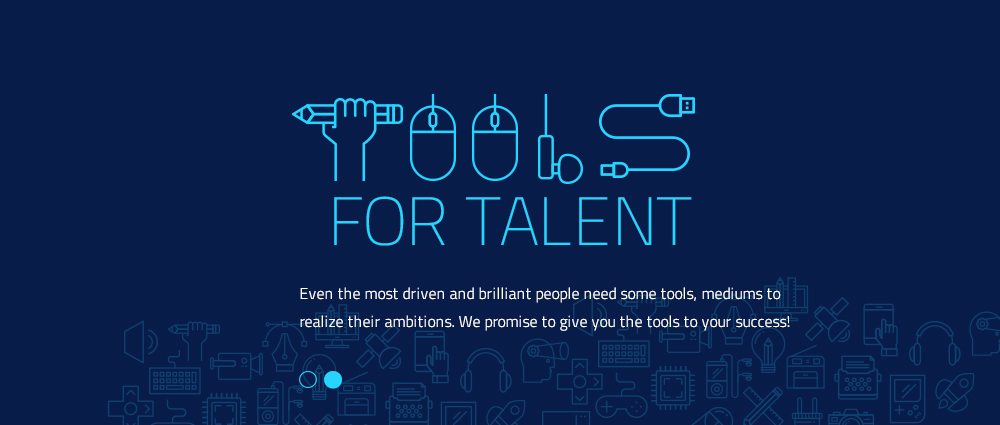 TOOLS
FOR TALENT
Even the most driven and brilliant people need some tools, mediums to
realize their ambitions. We promise to give you the tools to your success!